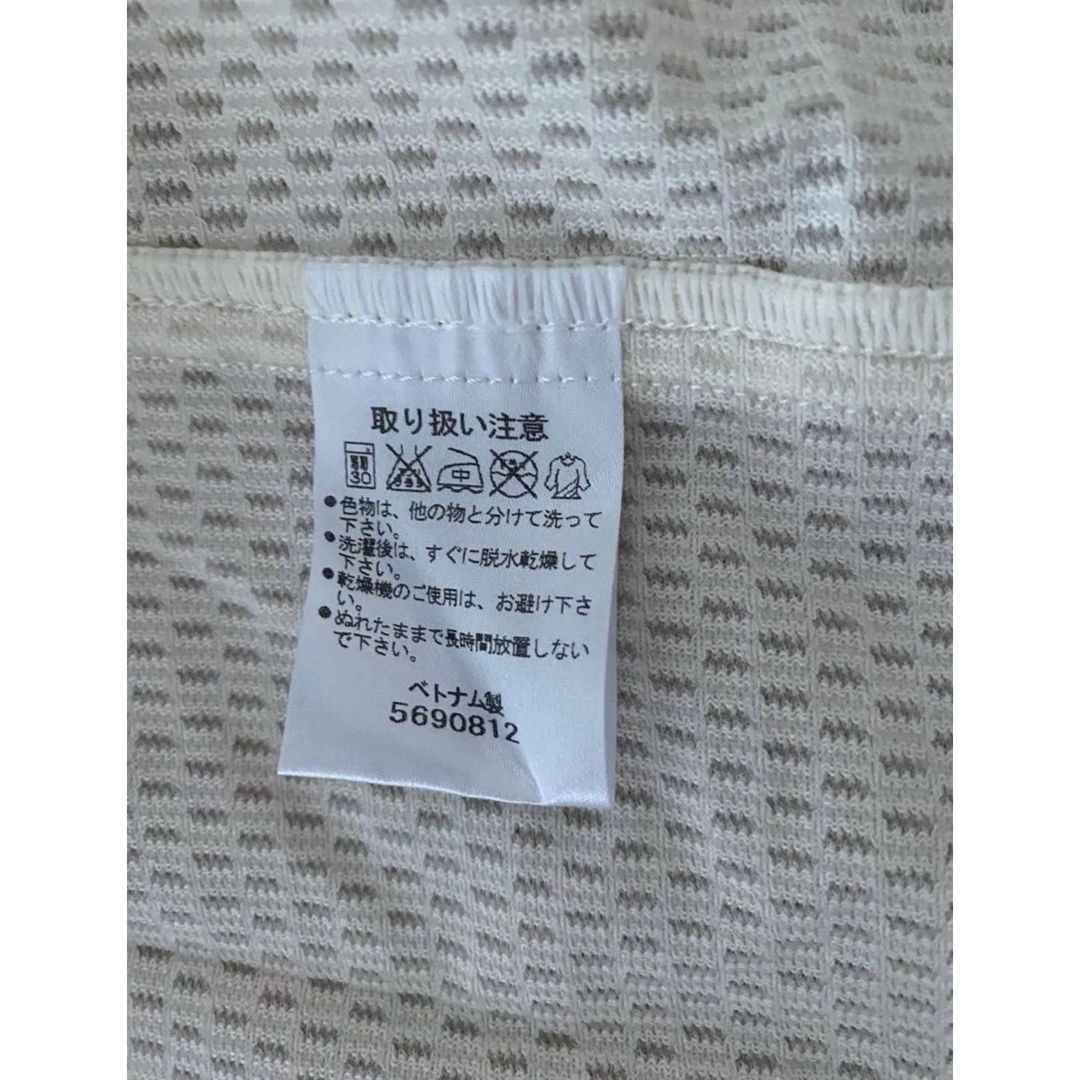 取り扱い注意
30
中
●色物は、他の物と分けて洗って
下さい。
●洗濯後は、すぐに脱水乾燥して
下さい。
●乾燥機のご使用は、お避け下さ
い。
●ぬれたままで長時間放置しない
で下さい。
ベトナム製
5690812